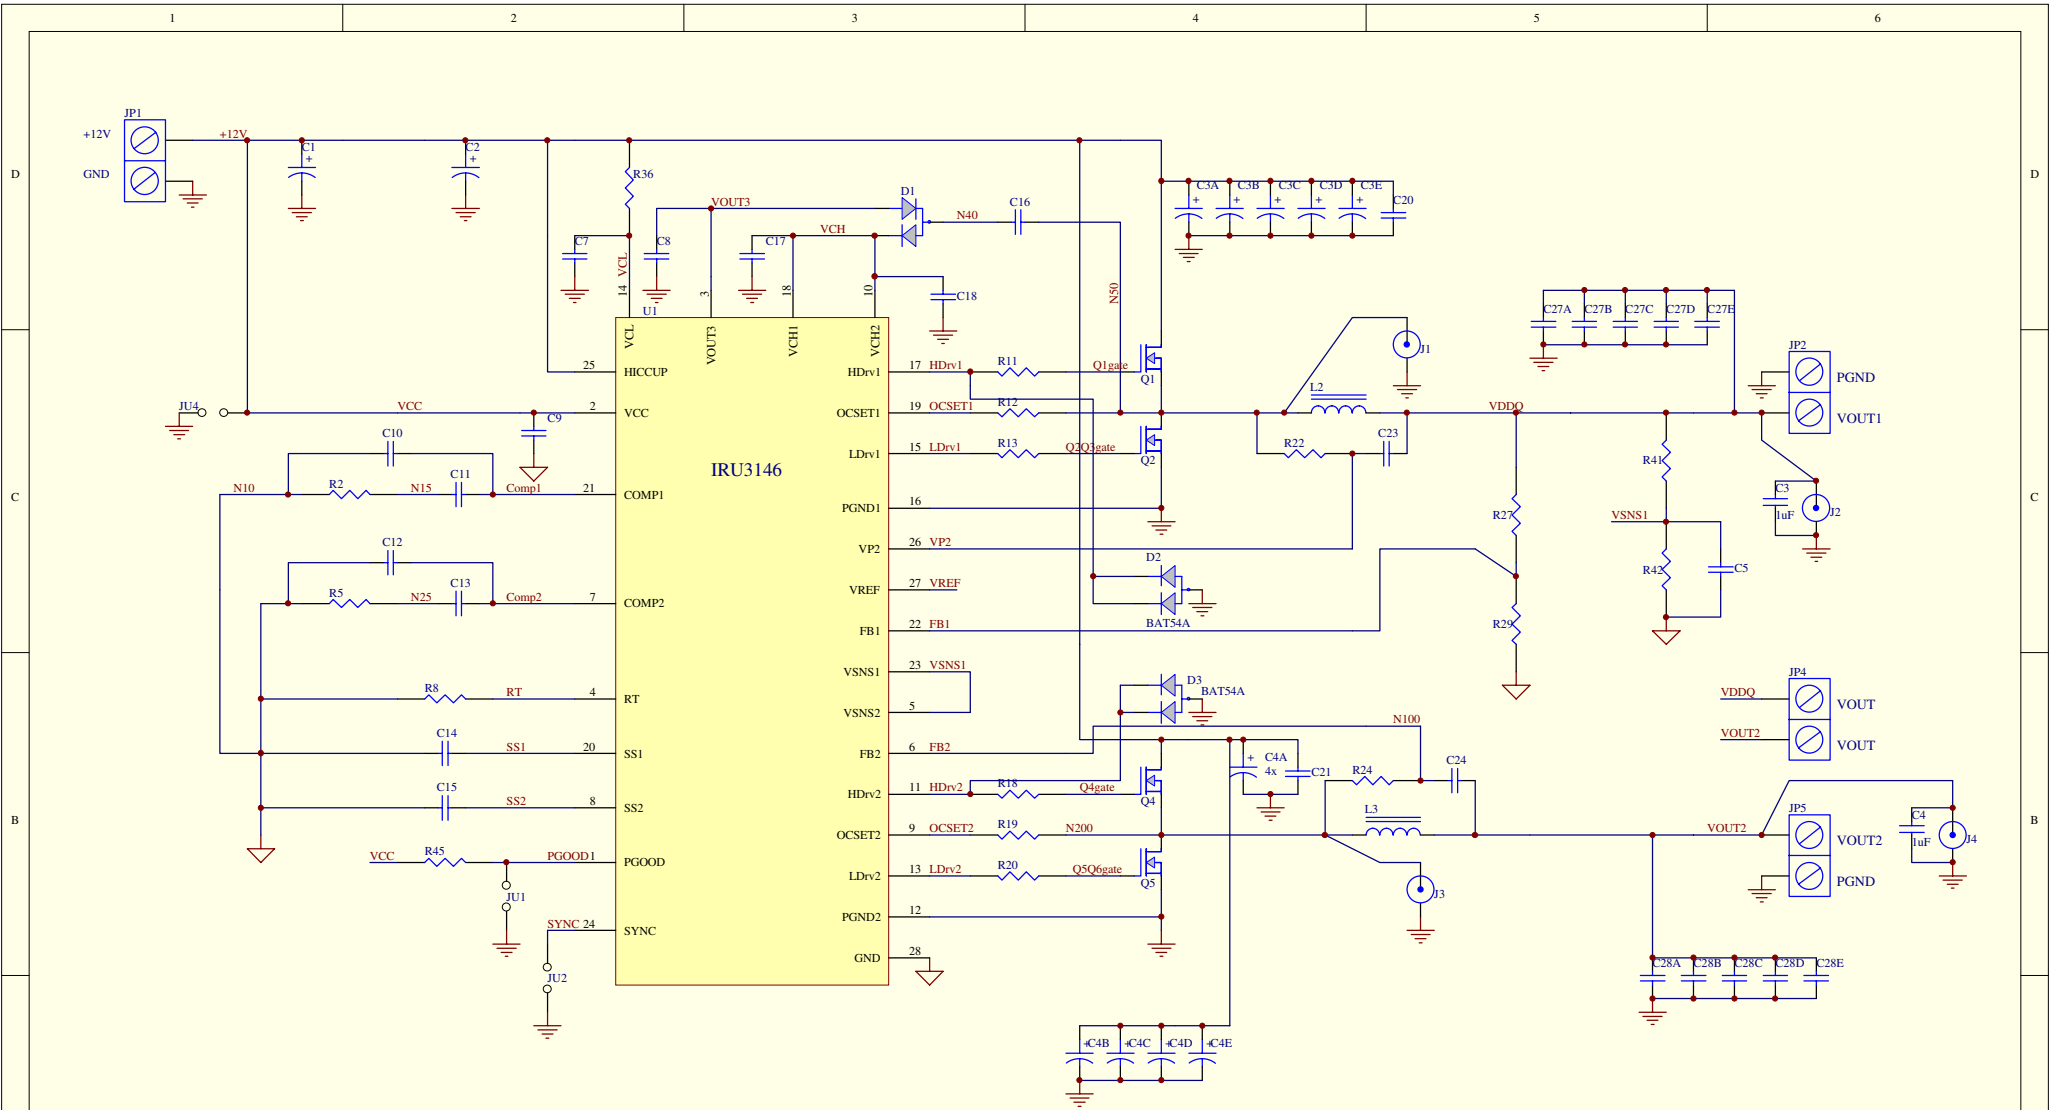 1 2 3 4 5 6
D D
C C
B B
JP1
+12V
GND
+12V
C1
+
C2
+
R36
C7
VCL
14
C8
VOUT3
3
C17
VCH
18
10
D1
N40
C16
C18
N50
C3A C3B C3C C3D C3E C20
+ + + + +
U1
IRU3146
VCL
VOUT3
VCH1
VCH2
25 HICCUP
2 VCC
21 COMP1
7 COMP2
4 RT
20 SS1
8 SS2
1 PGOOD
24 SYNC
HDrv1 17 HDrv1
OCSET1 19 OCSET1
LDrv1 15 LDrv1
PGND1 16
VP2 26 VP2
VREF 27 VREF
FB1 22 FB1
VSNS1 23 VSNS1
VSNS2 5
FB2 6 FB2
HDrv2 11 HDrv2
OCSET2 9 OCSET2
LDrv2 13 LDrv2
PGND2 12
GND 28
JU4
VCC
C9
C10
N10 R2 N15 C11 Comp1
C12
R5 N25 C13 Comp2
R8 RT
C14 SS1
C15 SS2
VCC R45 PGOOD
JU1
SYNC
JU2
R11 Q1gate
Q1
R12
R13 Q2Q3gate
Q2
D2
BAT54A
D3
BAT54A
L2
J1
R22 C23
VDDQ
C27A C27B C27C C27D C27E
JP2
PGND
VOUT1
R41
VSNS1
R42 C5
C3
1uF
J2
R27
R29
JP4
VDDQ VOUT
VOUT2 VOUT
N100
+
C4A
4x
C21
R24
C24
R18 Q4gate
Q4
L3
R19 N200
R20 Q5Q6gate
Q5
J3
VOUT2
JP5
VOUT2
PGND
C4
1uF
J4
C28A C28B C28C C28D C28E
+C4B +C4C +C4D +C4E